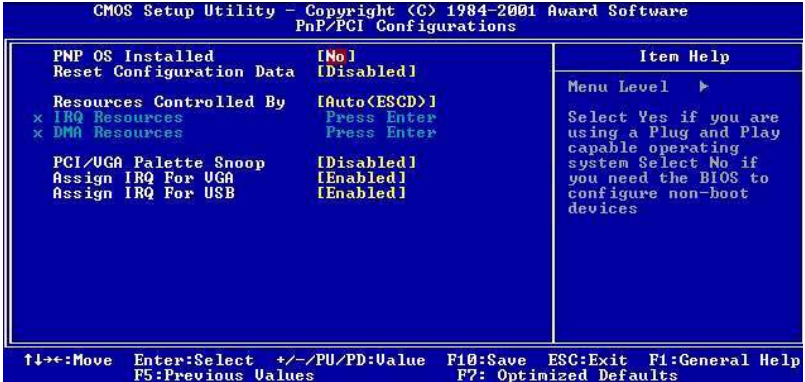 CMOS Setup Utility - Copyright (C) 1984-2001 Award Software
PnP/PCI Configurations
PNP OS Installed [No]
Reset Configuration Data [Disabled]
Resources Controlled By [Auto(ESCD)]
x IRQ Resources Press Enter
x DMA Resources Press Enter
PCI/VGA Palette Snoop [Disabled]
Assign IRQ For VGA [Enabled]
Assign IRQ For USB [Enabled]
Item Help
Menu Level ▶
Select Yes if you are
using a Plug and Play
capable operating
system Select No if
you need the BIOS to
configure non-boot
devices
↑↓→←:Move Enter:Select +/-/PU/PD:Value F10:Save ESC:Exit F1:General Help
F5:Previous Values F7: Optimized Defaults